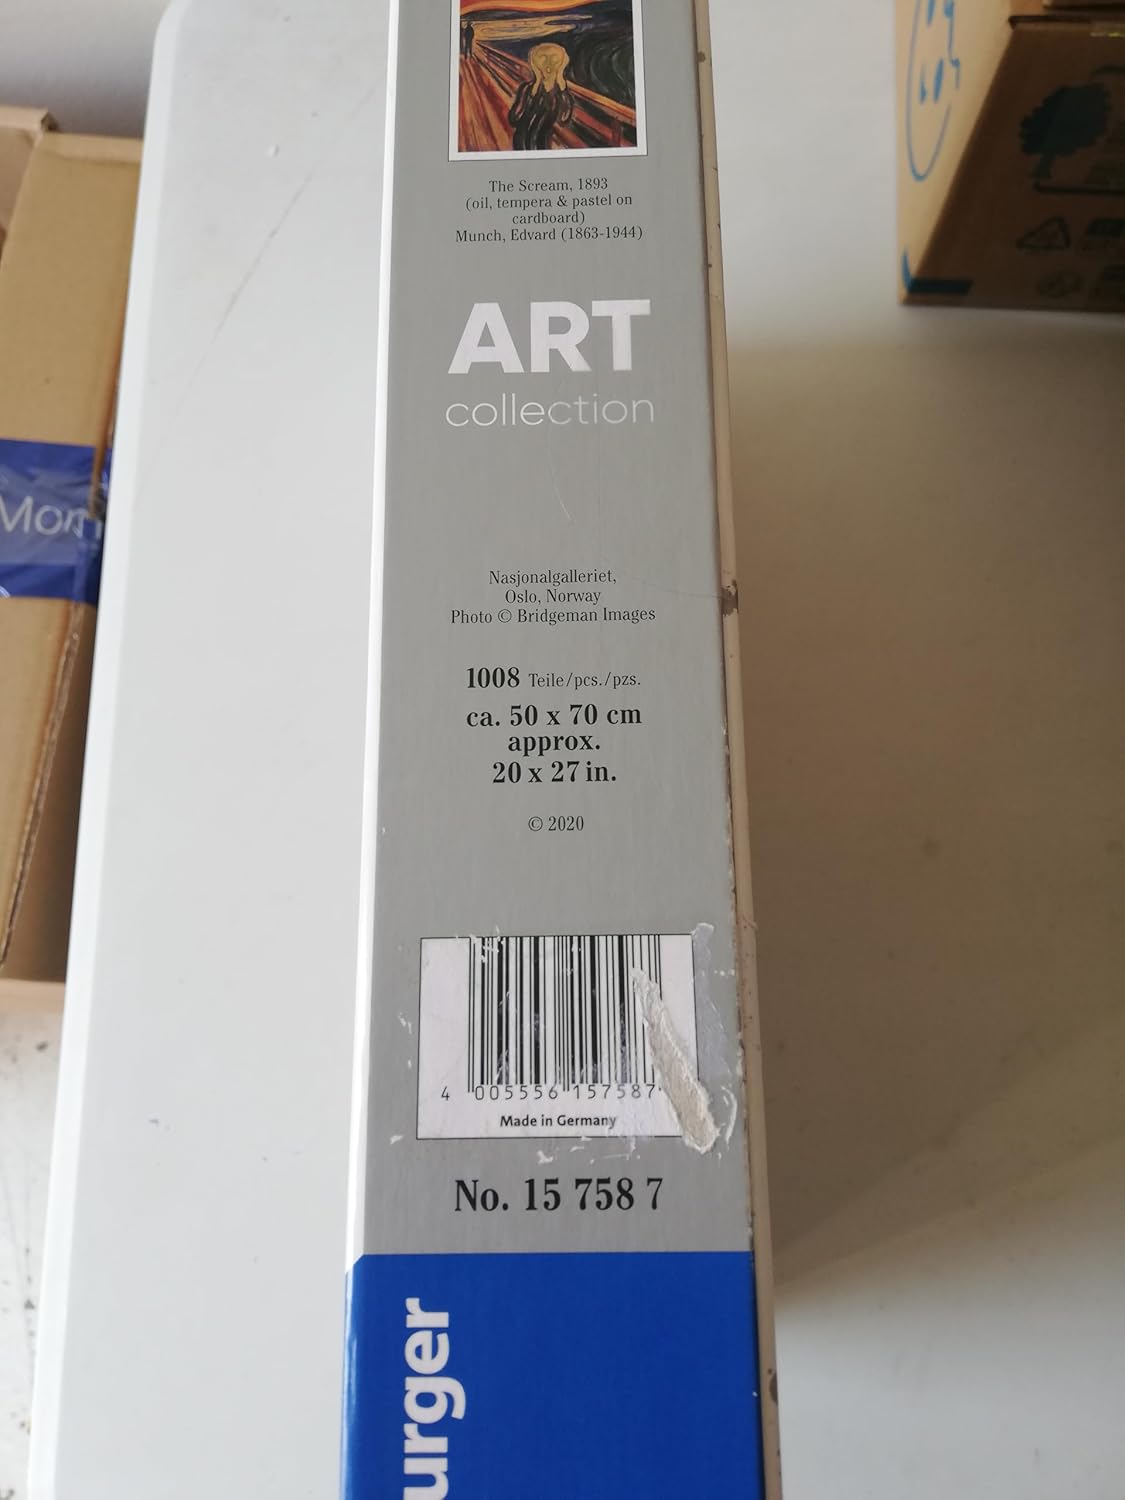 The Scream, 1893
(oil, tempera & pastel on
cardboard)
Munch, Edvard (1863-1944)
ART
collection
Nasjonalgalleriet,
Oslo, Norway
Photo © Bridgeman Images
1008 Teile/pcs./pzs.
ca. 50 x 70 cm
approx.
20 x 27 in.
© 2020
4 005556 157587
Made in Germany
No. 15 758 7
urger
Mom